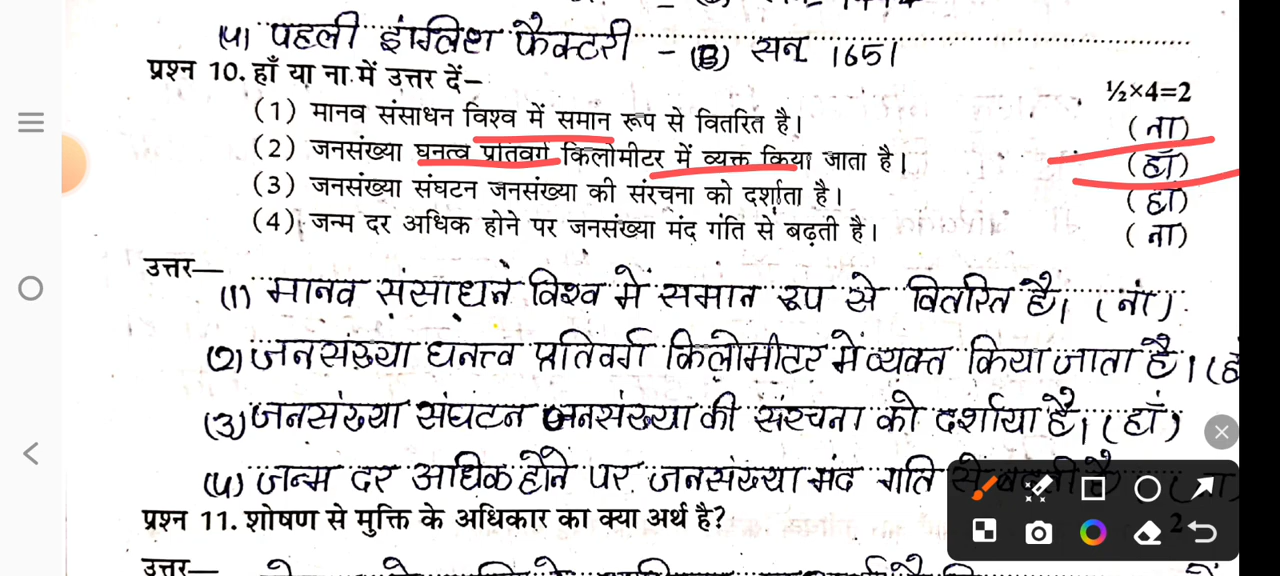 (4) पहली इंग्लिश फैक्टरी - (B) सन् 1651
प्रश्न 10. हाँ या ना में उत्तर दें–
½×4=2
(1) मानव संसाधन विश्व में समान रूप से वितरित है। (ना)
(2) जनसंख्या घनत्व प्रतिवर्ग किलोमीटर में व्यक्त किया जाता है। (हाँ)
(3) जनसंख्या संघटन जनसंख्या की संरचना को दर्शाता है। (हाँ)
(4) जन्म दर अधिक होने पर जनसंख्या मंद गति से बढ़ती है। (ना)
उत्तर—
(1) मानव संसाधन विश्व में समान रूप से वितरित है। (ना)
(2) जनसंख्या घनत्त्व प्रतिवर्ग किलोमीटर में व्यक्त किया जाता है। (हाँ
(3) जनसंख्या संघटन जनसंख्या की संरचना को दर्शाया है। (हाँ)
(4) जन्म दर अधिक होने पर जनसंख्या मंद गति से बढ़ती है (ना)
प्रश्न 11. शोषण से मुक्ति के अधिकार का क्या अर्थ है?
2
उत्तर—